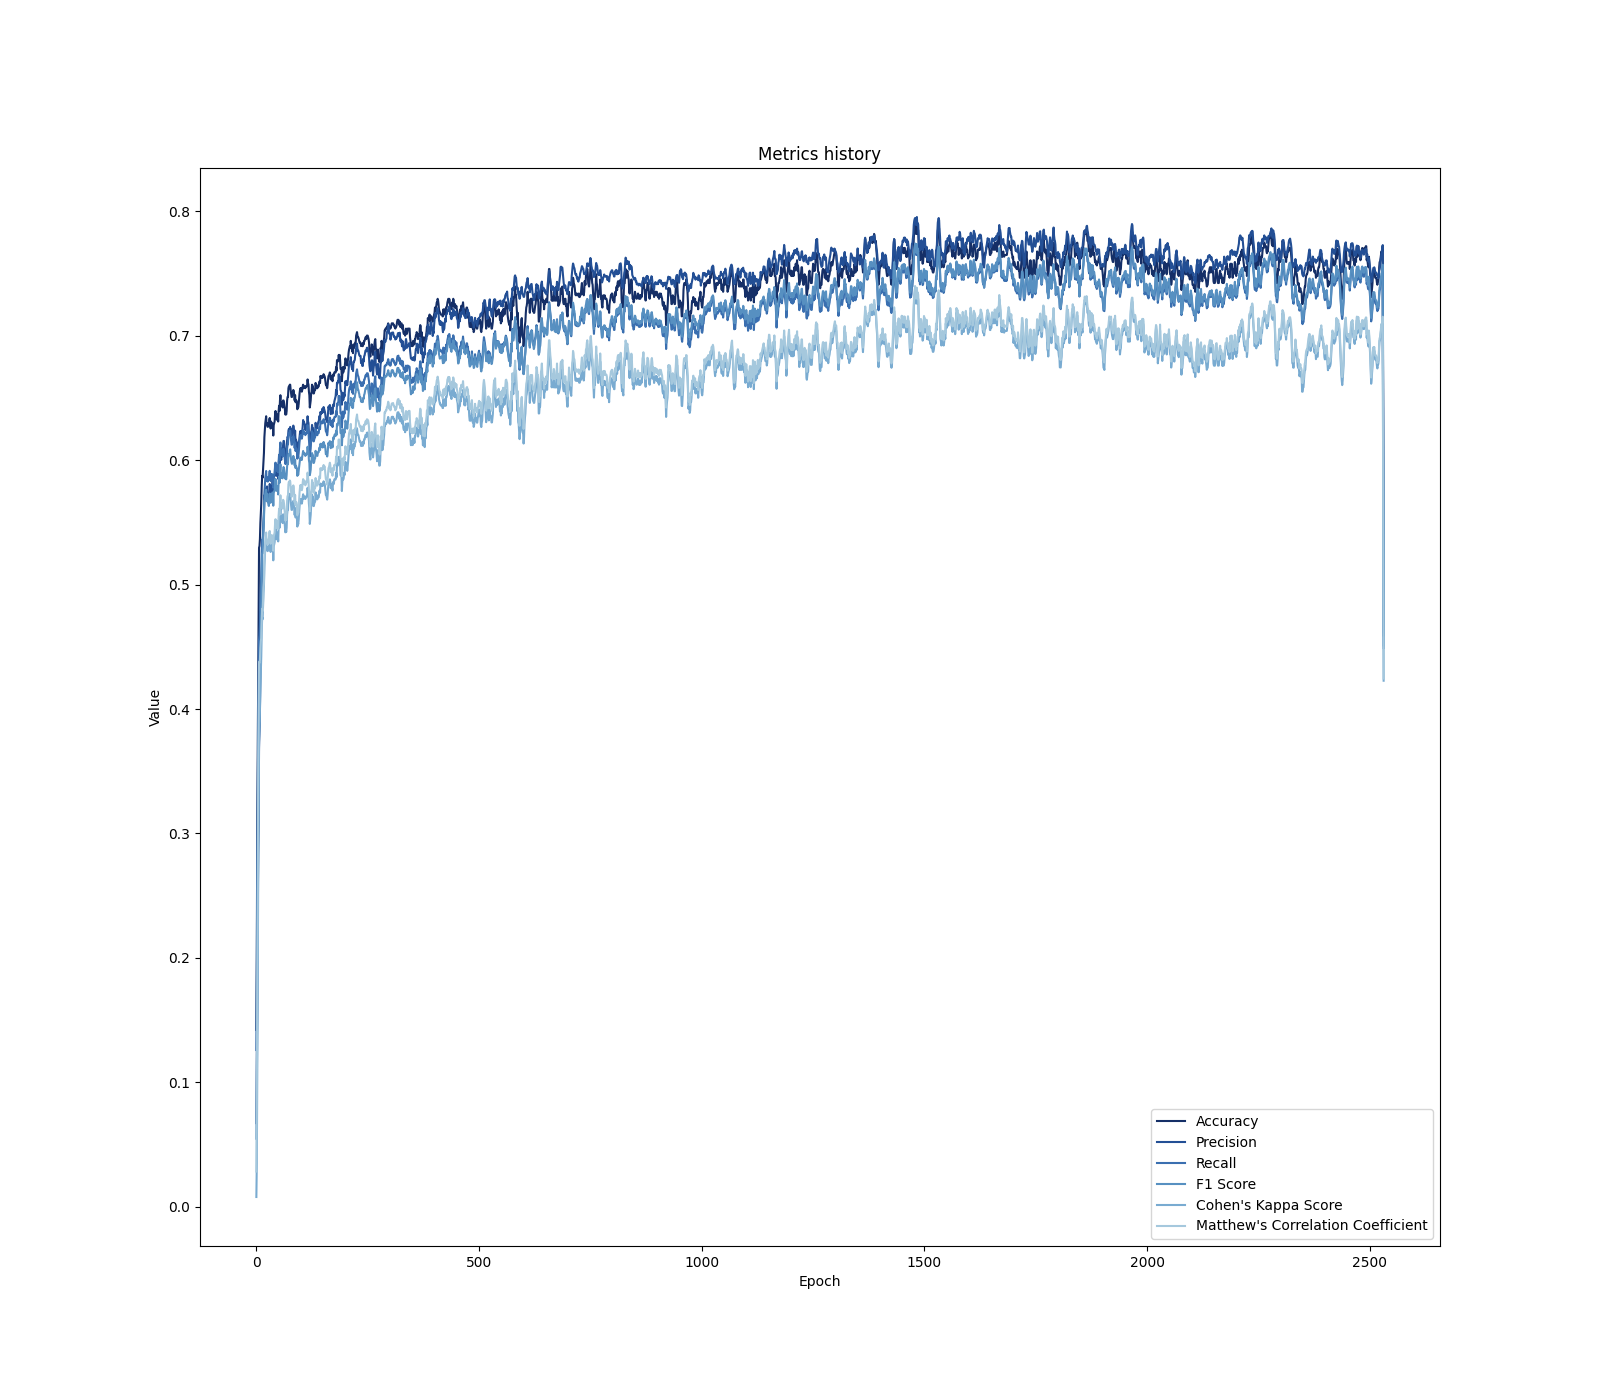 Metrics history
0.8
0.7
0.6
0.5
0.4
0.3
0.2
0.1
0.0
Value
0 500 1000 1500 2000 2500
Epoch
Accuracy
Precision
Recall
F1 Score
Cohen's Kappa Score
Matthew's Correlation Coefficient